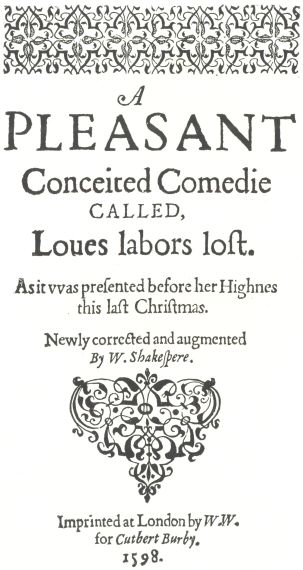 A
PLEASANT
Conceited Comedie
CALLED,
Loues labors loſt.
As it vvas preſented before her Highnes
this laſt Chriſtmas.
Newly corrected and augmented
By W. Shakeſpere.
Imprinted at London by W.W.
for Cutbert Burby.
1598.